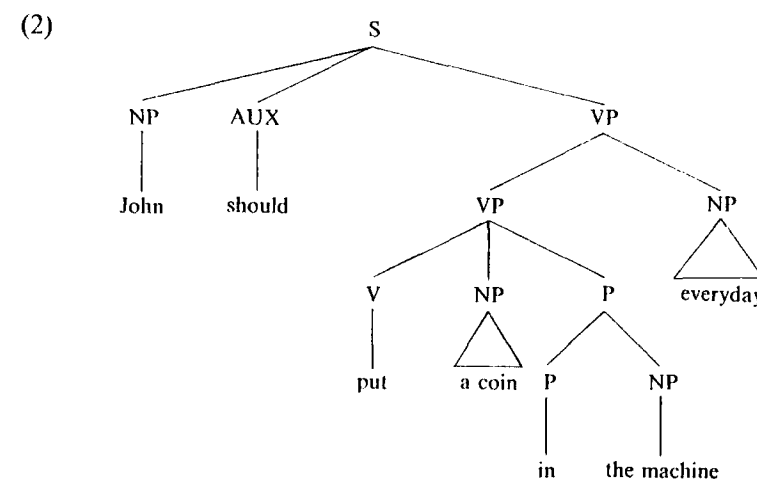 (2)
S
NP AUX VP
John should VP NP
V NP P everyday
put a coin P NP
in the machine